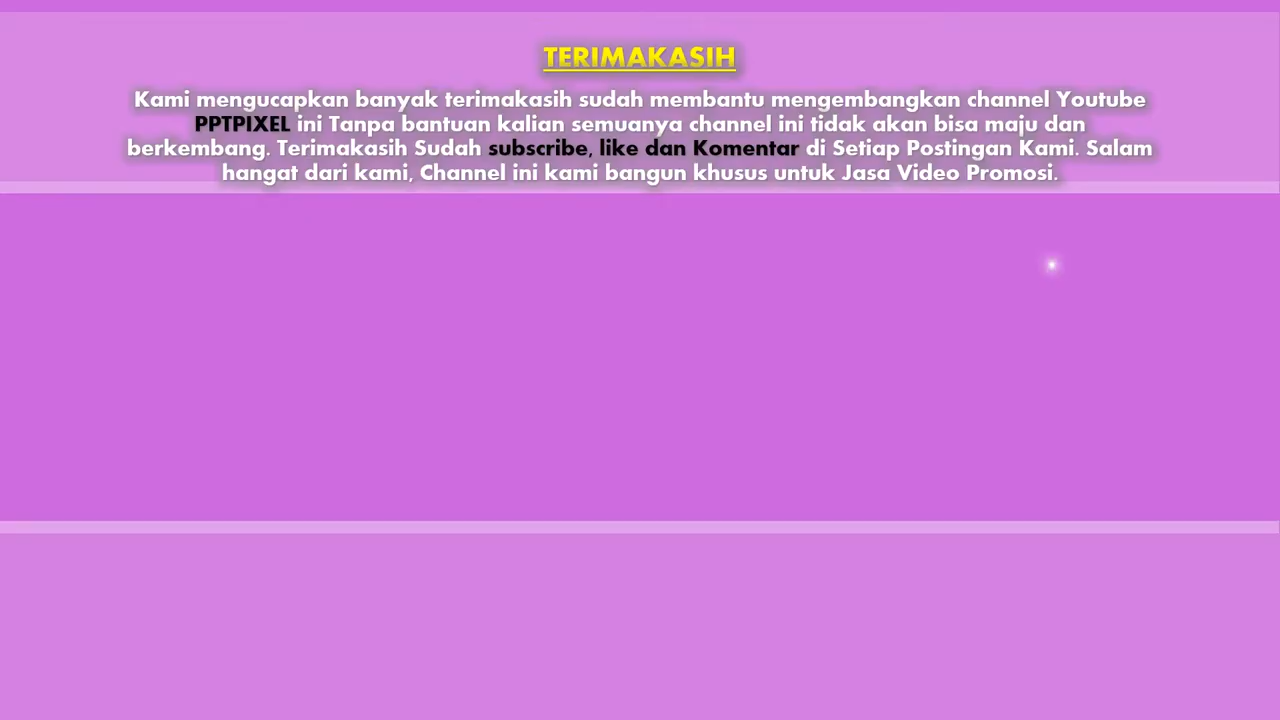 TERIMAKASIH
Kami mengucapkan banyak terimakasih sudah membantu mengembangkan channel Youtube
PPTPIXEL ini Tanpa bantuan kalian semuanya channel ini tidak akan bisa maju dan
berkembang. Terimakasih Sudah subscribe, like dan Komentar di Setiap Postingan Kami. Salam
hangat dari kami, Channel ini kami bangun khusus untuk Jasa Video Promosi.